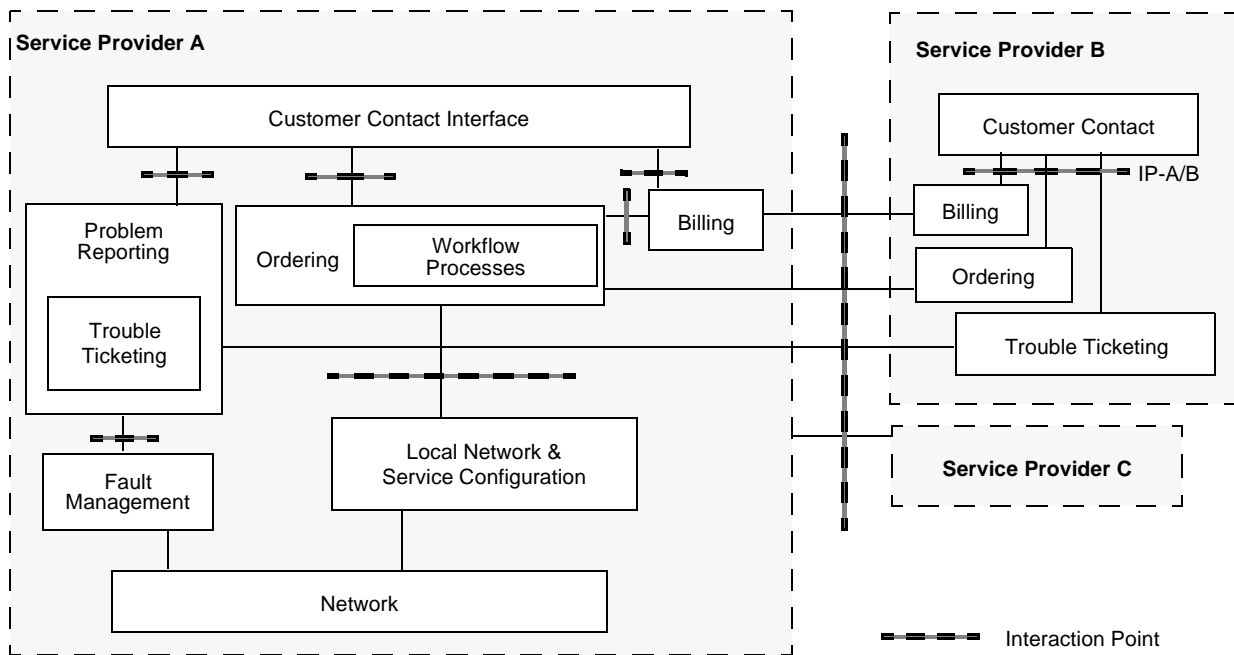 Service Provider A
Customer Contact Interface
Problem
Reporting
Trouble
Ticketing
Ordering
Workflow
Processes
Billing
Fault
Management
Local Network &
Service Configuration
Network
Service Provider B
Customer Contact
IP-A/B
Billing
Ordering
Trouble Ticketing
Service Provider C
Interaction Point